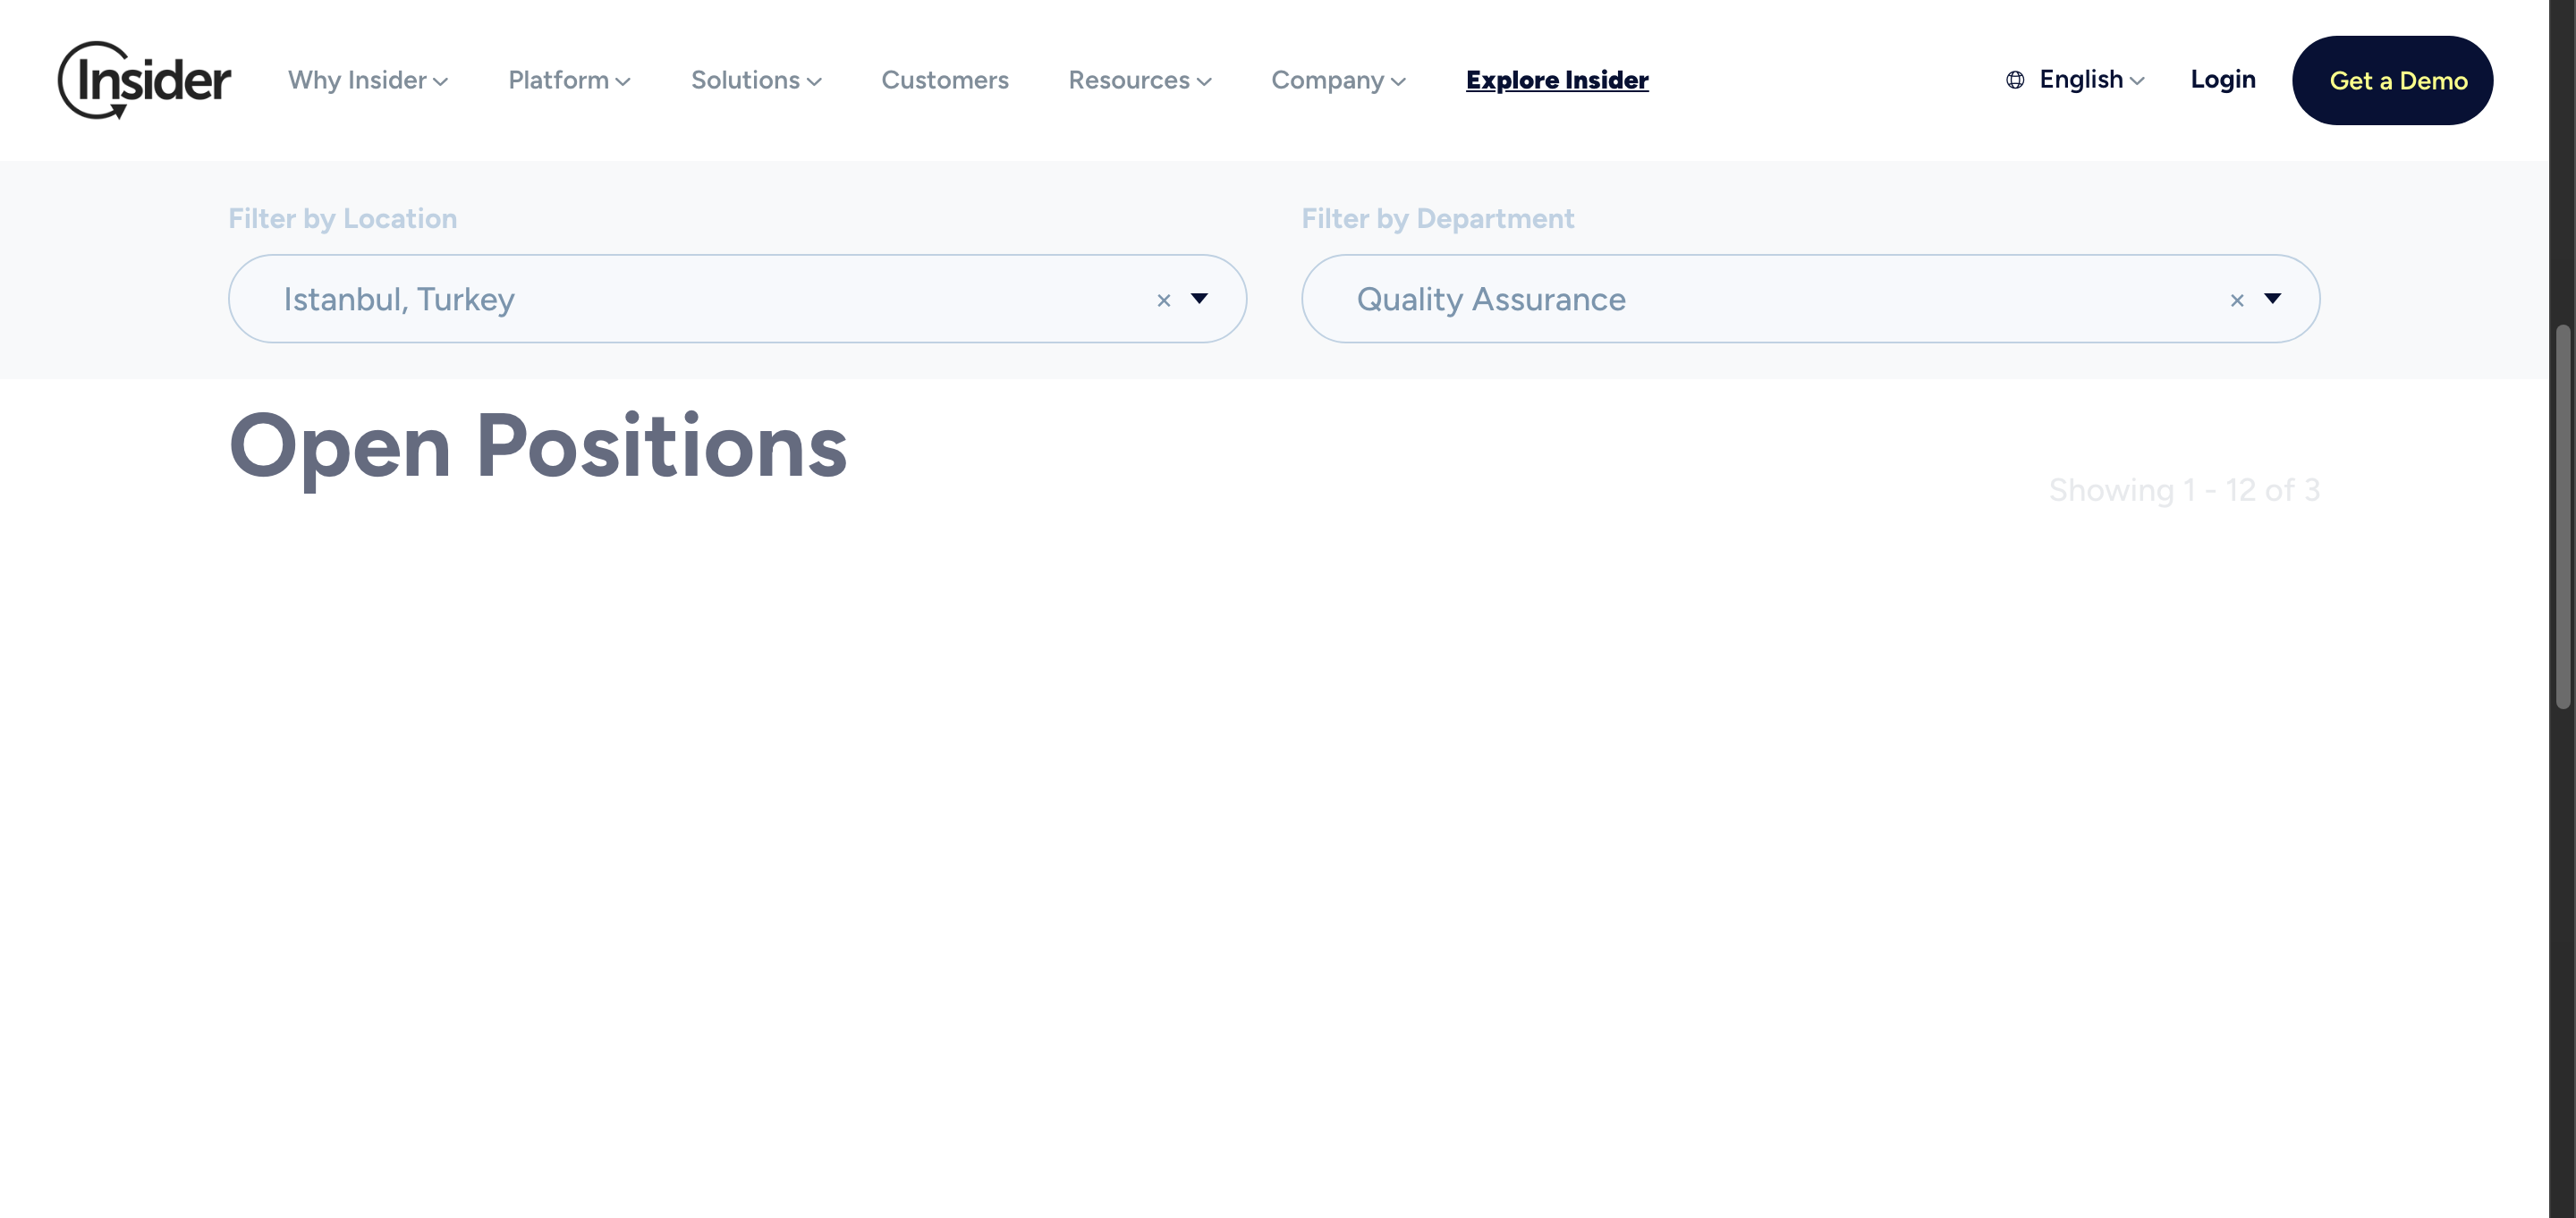 Insider Why Insider Platform Solutions Customers Resources Company Explore Insider English Login Get a Demo
Filter by Location Filter by Department
Istanbul, Turkey × Quality Assurance ×
Open Positions
Showing 1 - 12 of 3